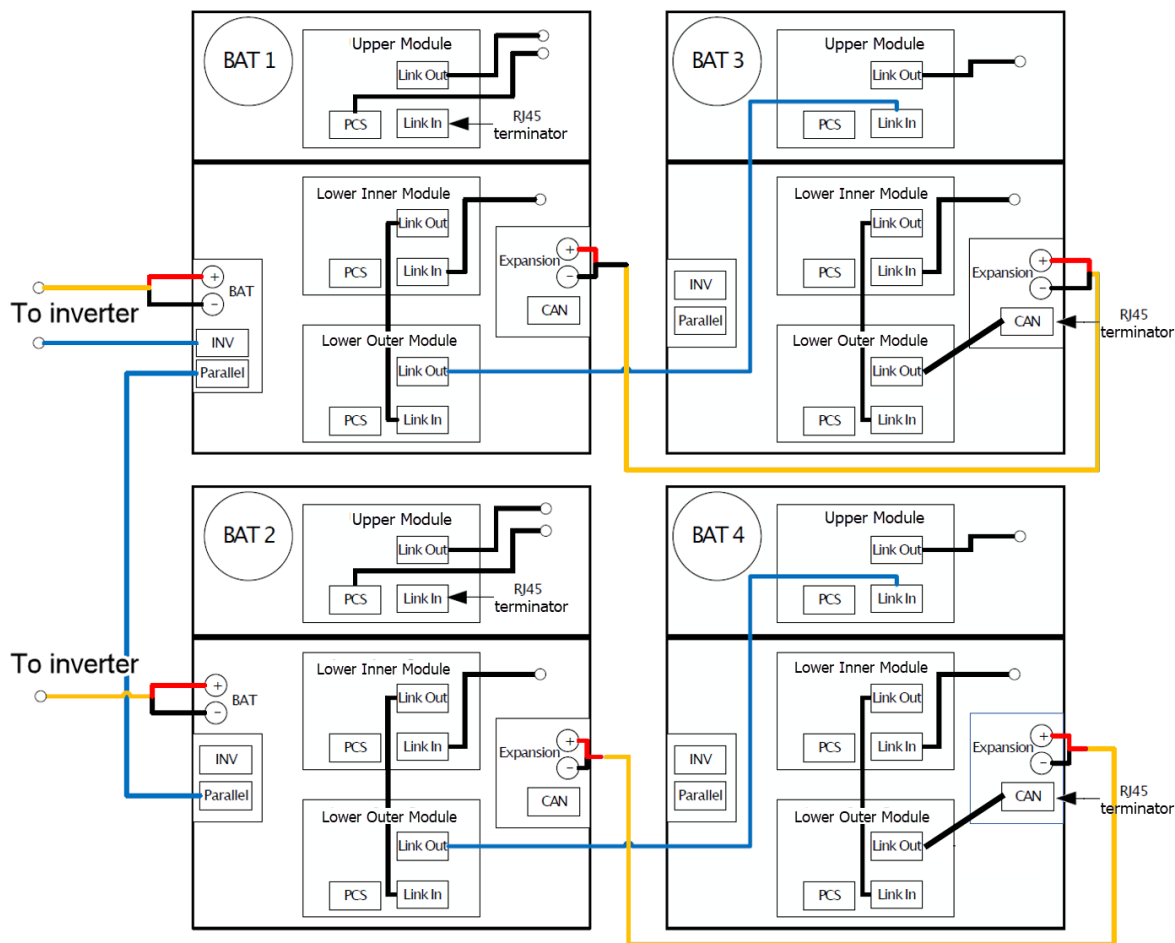 BAT 1
Upper Module
Link Out
PCS
Link In
RJ45
terminator
BAT 3
Upper Module
Link Out
PCS
Link In
Lower Inner Module
Link Out
PCS
Link In
Expansion
+
-
CAN
Lower Inner Module
Link Out
PCS
Link In
Expansion
+
-
CAN
RJ45
terminator
To inverter
+
-
BAT
INV
Parallel
Lower Outer Module
Link Out
PCS
Link In
INV
Parallel
Lower Outer Module
Link Out
PCS
Link In
BAT 2
Upper Module
Link Out
PCS
Link In
RJ45
terminator
BAT 4
Upper Module
Link Out
PCS
Link In
To inverter
+
-
BAT
INV
Parallel
Lower Inner Module
Link Out
PCS
Link In
Expansion
+
-
CAN
Lower Outer Module
Link Out
PCS
Link In
INV
Parallel
Lower Inner Module
Link Out
PCS
Link In
Expansion
+
-
CAN
RJ45
terminator
Lower Outer Module
Link Out
PCS
Link In